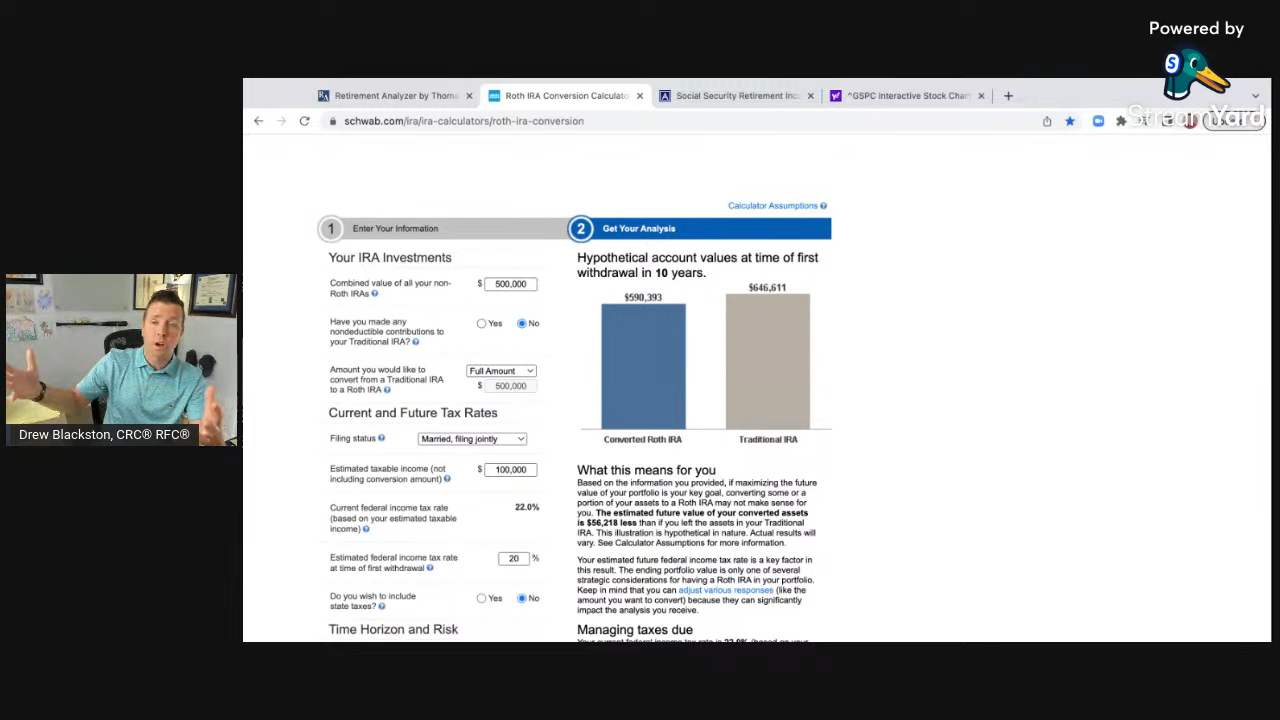 Powered by
S
StreamYard
Retirement Analyzer by Thoma
Roth IRA Conversion Calculato
Social Security Retirement Inc
^GSPC Interactive Stock Chart
schwab.com/ira/ira-calculators/roth-ira-conversion
Calculator Assumptions
1 Enter Your Information
2 Get Your Analysis
Your IRA Investments
Combined value of all your non-
Roth IRAs
$ 500,000
Have you made any
nondeductible contributions to
your Traditional IRA?
Yes No
Amount you would like to
convert from a Traditional IRA
to a Roth IRA
Full Amount
$ 500,000
Current and Future Tax Rates
Filing status
Married, filing jointly
Estimated taxable income (not
including conversion amount)
$ 100,000
Current federal income tax rate
(based on your estimated taxable
income)
22.0%
Estimated federal income tax rate
at time of first withdrawal
20 %
Do you wish to include
state taxes?
Yes No
Time Horizon and Risk
Hypothetical account values at time of first
withdrawal in 10 years.
$590,393
$646,611
Converted Roth IRA
Traditional IRA
What this means for you
Based on the information you provided, if maximizing the future
value of your portfolio is your key goal, converting some or a
portion of your assets to a Roth IRA may not make sense for
you. The estimated future value of your converted assets
is $56,218 less than if you left the assets in your Traditional
IRA. This illustration is hypothetical in nature. Actual results will
vary. See Calculator Assumptions for more information.
Your estimated future federal income tax rate is a key factor in
this result. The ending portfolio value is only one of several
strategic considerations for having a Roth IRA in your portfolio.
Keep in mind that you can adjust various responses (like the
amount you want to convert) because they can significantly
impact the analysis you receive.
Managing taxes due
Your current federal income tax rate is 22.0% (based on your
Drew Blackston, CRC® RFC®